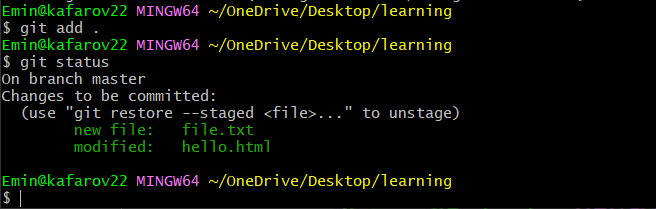 Emin@kafarov22 MINGW64 ~/OneDrive/Desktop/learning
$ git add .
Emin@kafarov22 MINGW64 ~/OneDrive/Desktop/learning
$ git status
On branch master
Changes to be committed:
  (use "git restore --staged <file>..." to unstage)
        new file:   file.txt
        modified:   hello.html

Emin@kafarov22 MINGW64 ~/OneDrive/Desktop/learning
$